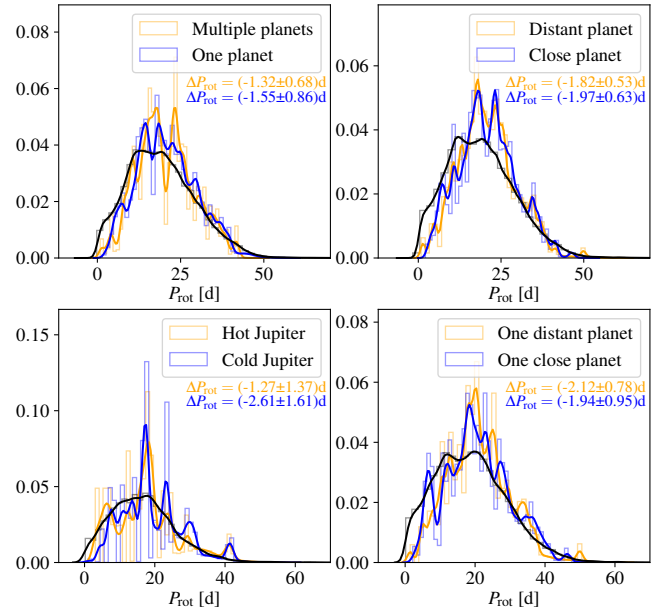 Multiple planets
One planet
ΔP_rot = (-1.32±0.68)d
ΔP_rot = (-1.55±0.86)d
0.08
0.06
0.04
0.02
0.00
0 25 50
P_rot [d]
Distant planet
Close planet
ΔP_rot = (-1.82±0.53)d
ΔP_rot = (-1.97±0.63)d
0.06
0.04
0.02
0.00
0 25 50
P_rot [d]
Hot Jupiter
Cold Jupiter
ΔP_rot = (-1.27±1.37)d
ΔP_rot = (-2.61±1.61)d
0.15
0.10
0.05
0.00
0 20 40 60
P_rot [d]
One distant planet
One close planet
ΔP_rot = (-2.12±0.78)d
ΔP_rot = (-1.94±0.95)d
0.08
0.06
0.04
0.02
0.00
0 20 40 60
P_rot [d]